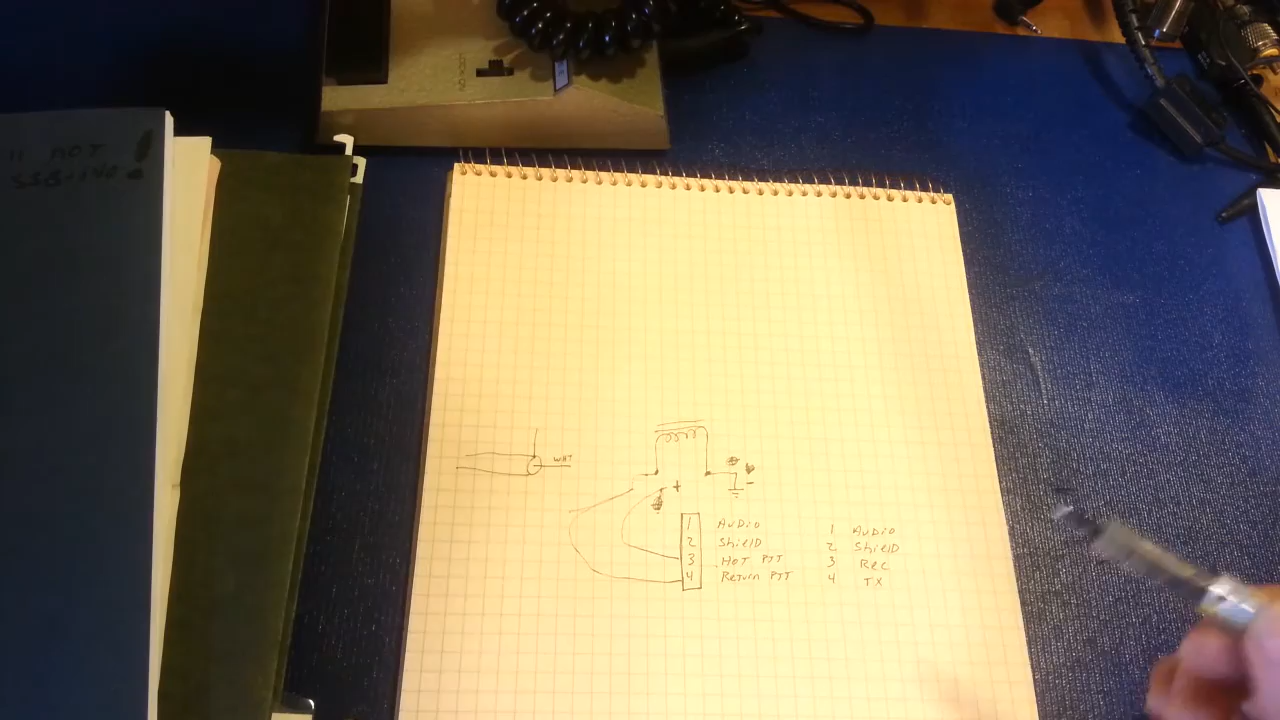 WHT
+
-
1 AUDIO
2 ShIElD
3 HOT PTT
4 RETURN PTT
1 AUDIO
2 ShIElD
3 REC
4 TX